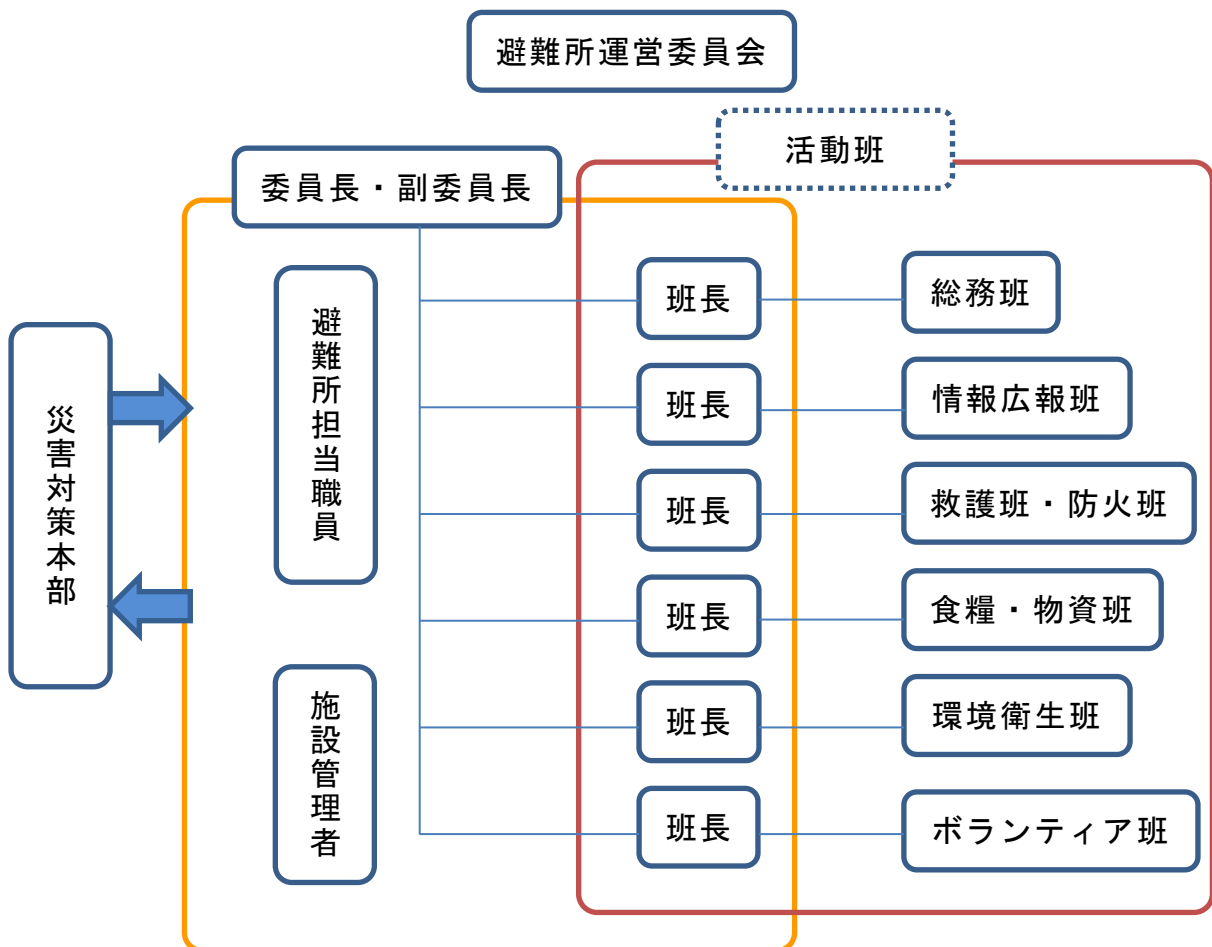 避難所運営委員会
活動班
委員長・副委員長
災害対策本部
避難所担当職員
施設管理者
班長
総務班
班長
情報広報班
班長
救護班・防火班
班長
食糧・物資班
班長
環境衛生班
班長
ボランティア班